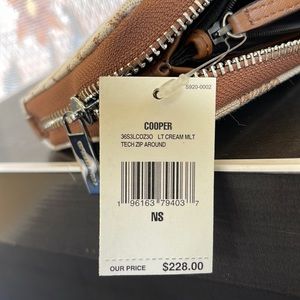 5920-0002
COOPER
36S3LCOZ3O LT CREAM MLT
TECH ZIP AROUND
1 96163 79403 7
NS
OUR PRICE $228.00